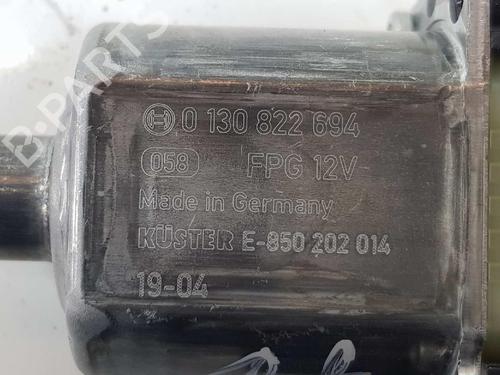 0 130 822 694
058 FPG 12V
Made in Germany
KÜSTER E-850 202 014
19-04
B-PARTS